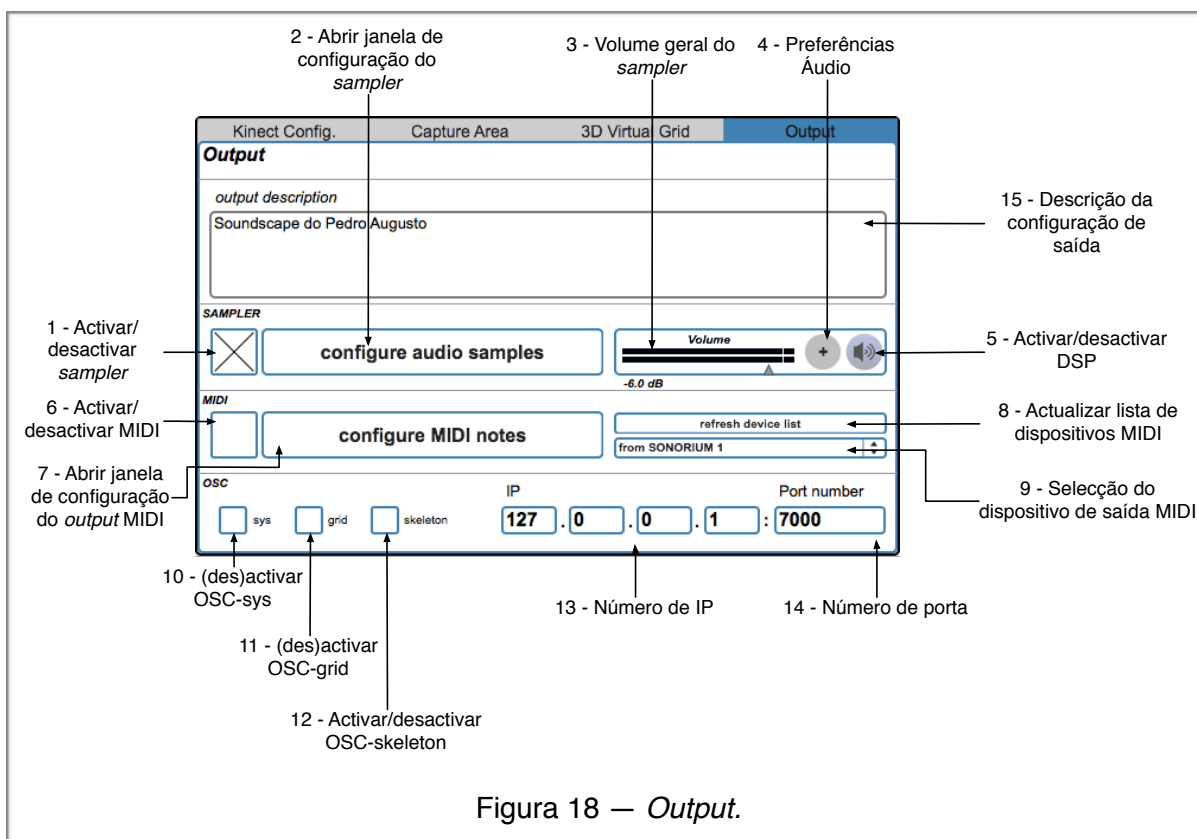 2 - Abrir janela de
configuração do
sampler
3 - Volume geral do
sampler
4 - Preferências
Áudio
Kinect Config.
Capture Area
3D Virtual Grid
Output
Output
output description
Soundscape do Pedro Augusto
15 - Descrição da
configuração de
saída
SAMPLER
1 - Activar/
desactivar
sampler
configure audio samples
Volume
+
-6.0 dB
5 - Activar/desactivar
DSP
MIDI
6 - Activar/
desactivar MIDI
configure MIDI notes
refresh device list
from SONORIUM 1
8 - Actualizar lista de
dispositivos MIDI
7 - Abrir janela
de configuração
do output MIDI
9 - Selecção do
dispositivo de saída MIDI
OSC
IP
Port number
sys
grid
skeleton
127 . 0 . 0 . 1 : 7000
10 - (des)activar
OSC-sys
13 - Número de IP
14 - Número de porta
11 - (des)activar
OSC-grid
12 - Activar/desactivar
OSC-skeleton
Figura 18 — Output.